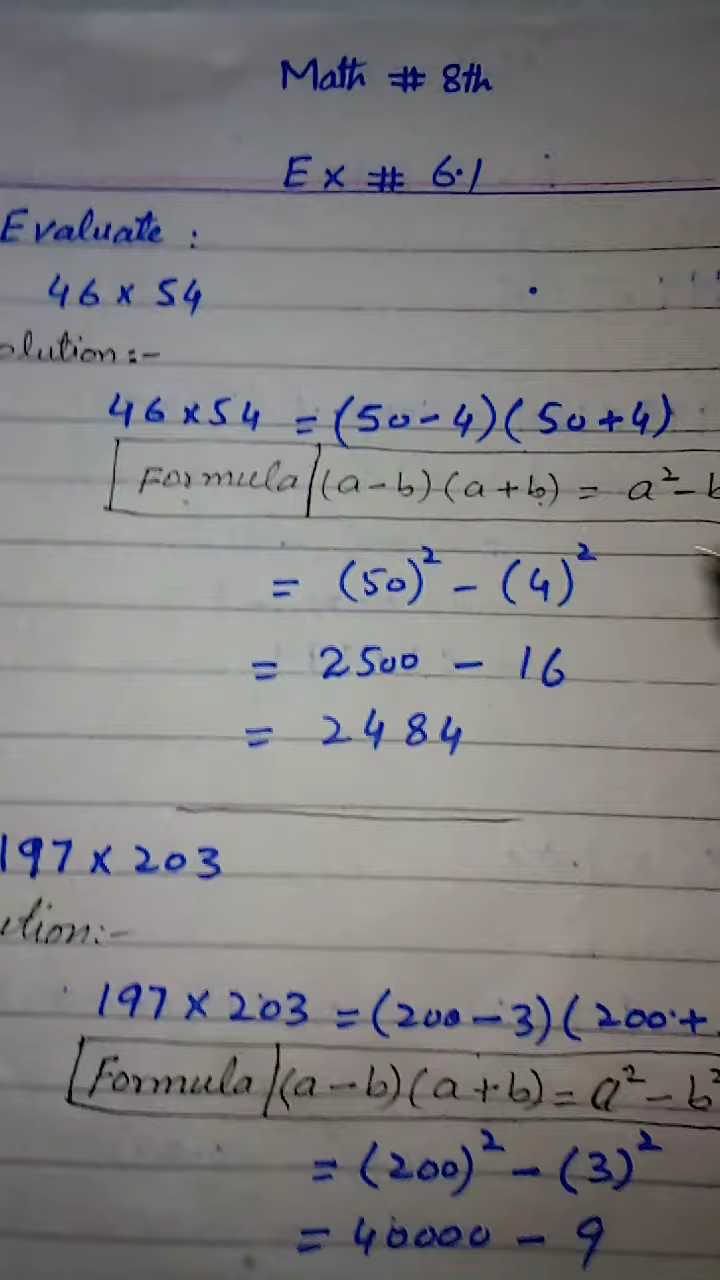 Math # 8th
Ex # 6.1
Evaluate :
46 × 54
olution :-
46 × 54 = (50 - 4) ( 50 + 4)
Formula (a - b) (a + b) = a² - b
= (50)² - (4)²
= 2500 - 16
= 2484
197 × 203
ution:-
197 × 203 = (200 - 3) ( 200 +
Formula (a - b) (a + b) = a² - b²
= (200)² - (3)²
= 40000 - 9